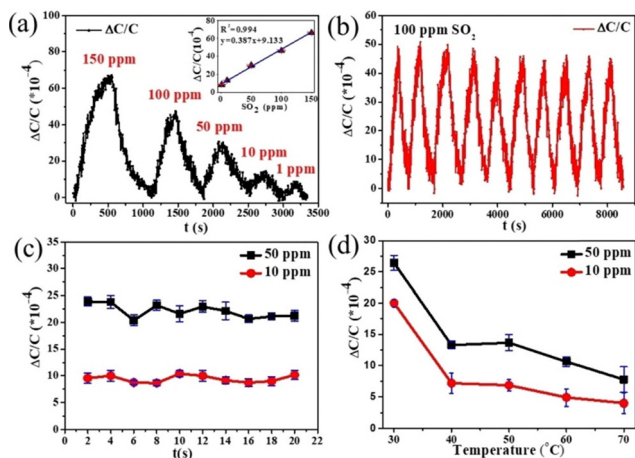 (a)
ΔC/C
R²=0.994
y=0.387x+9.133
ΔC/C(10⁻⁴)
80
60
40
20
0
0 50 100 150
SO₂ (ppm)
150 ppm
100 ppm
50 ppm
10 ppm
1 ppm
ΔC/C (*10⁻⁴)
100
80
60
40
20
0
0 500 1000 1500 2000 2500 3000 3500
t (s)
(b)
100 ppm SO₂
ΔC/C
ΔC/C (*10⁻⁴)
60
50
40
30
20
10
0
0 2000 4000 6000 8000
t (s)
(c)
50 ppm
10 ppm
ΔC/C (*10⁻⁴)
35
30
25
20
15
10
5
0
0 2 4 6 8 10 12 14 16 18 20 22
t(s)
(d)
50 ppm
10 ppm
ΔC/C (*10⁻⁴)
30
25
20
15
10
5
0
30 40 50 60 70
Temperature (°C)